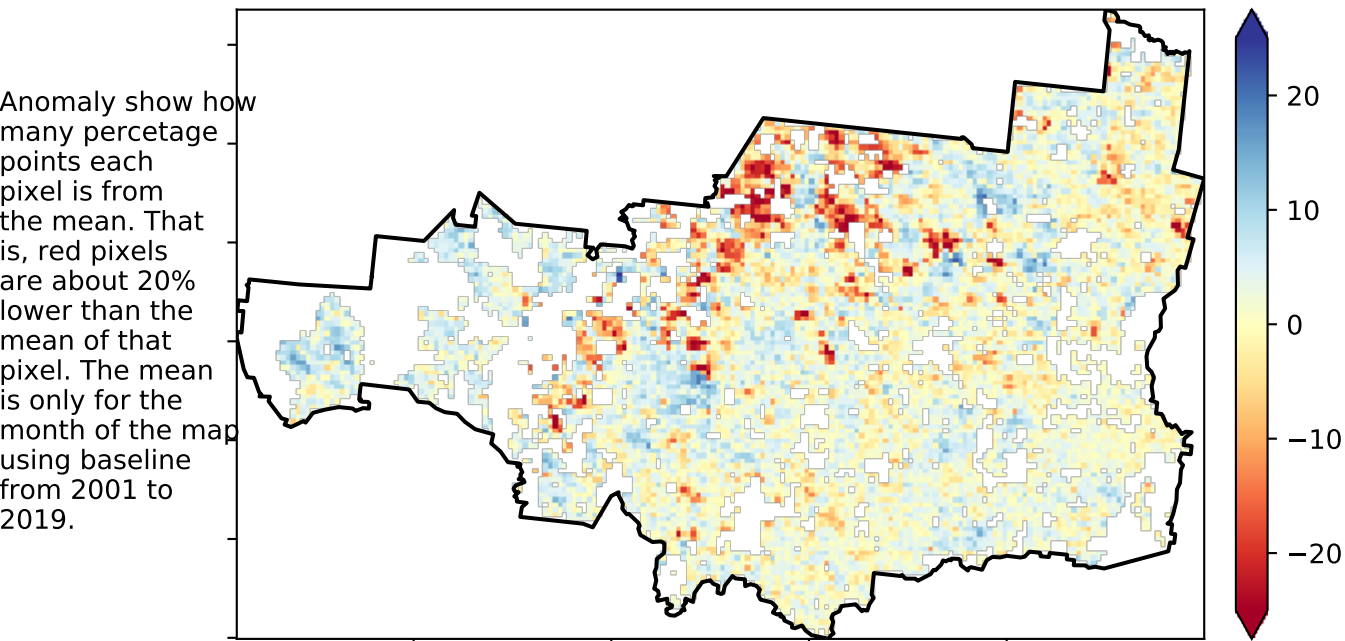 Anomaly show how
many percetage
points each
pixel is from
the mean. That
is, red pixels
are about 20%
lower than the
mean of that
pixel. The mean
is only for the
month of the map
using baseline
from 2001 to
2019.
20
10
0
−10
−20